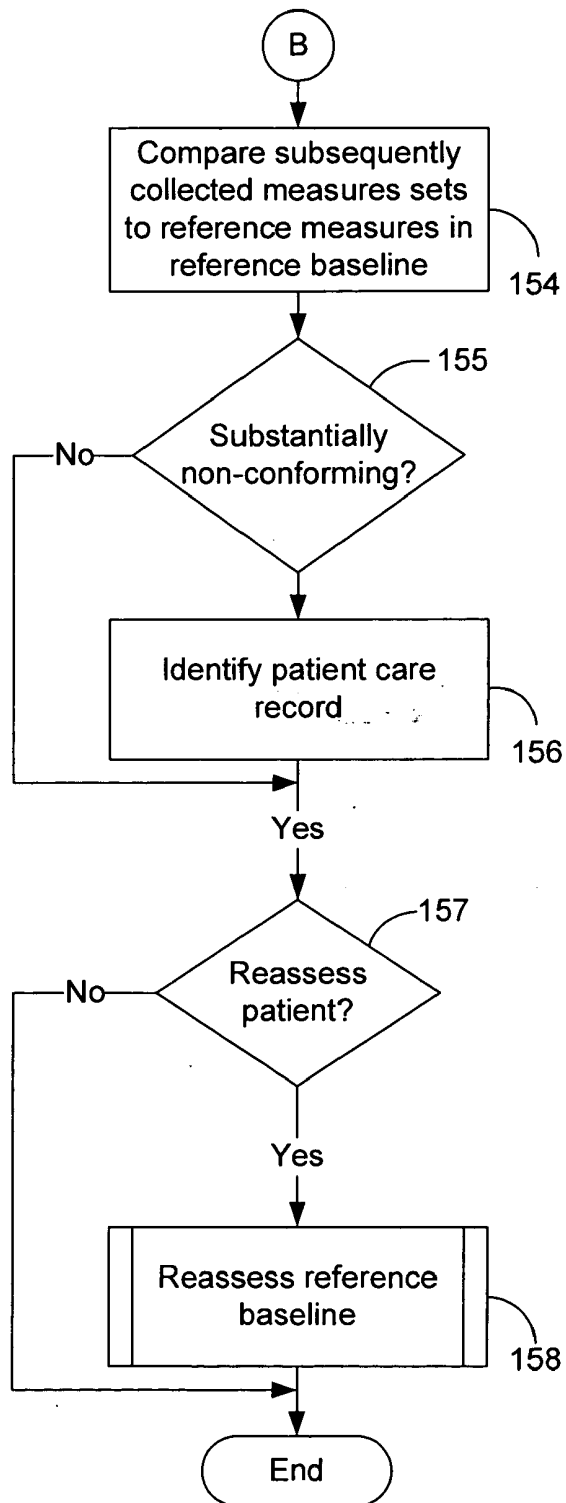 B
Compare subsequently
collected measures sets
to reference measures in
reference baseline
154
155
Substantially
non-conforming?
No
Identify patient care
record
156
Yes
157
Reassess
patient?
No
Yes
Reassess reference
baseline
158
End